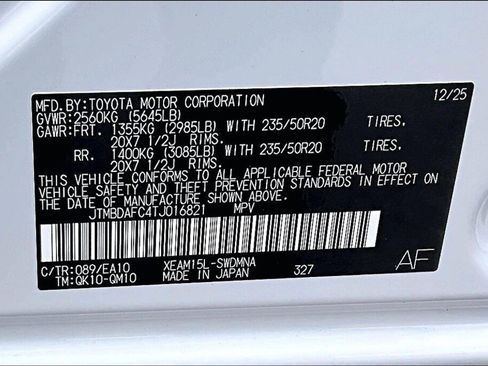 MFD.BY:TOYOTA MOTOR CORPORATION 12/25
GVWR:2560KG (5645LB)
GAWR:FRT. 1355KG (2985LB) WITH 235/50R20 TIRES.
20X7 1/2J RIMS.
RR. 1400KG (3085LB) WITH 235/50R20 TIRES.
20X7 1/2J RIMS.
THIS VEHICLE CONFORMS TO ALL APPLICABLE FEDERAL MOTOR
VEHICLE SAFETY AND THEFT PREVENTION STANDARDS IN EFFECT
ON THE DATE OF MANUFACTURE SHOWN ABOVE.
JTMBDAFC4TJ016821 MPV
C/TR:089/EA10 XEAM15L-SWDMNA
TM:QK10-QM10 MADE IN JAPAN 327 AF